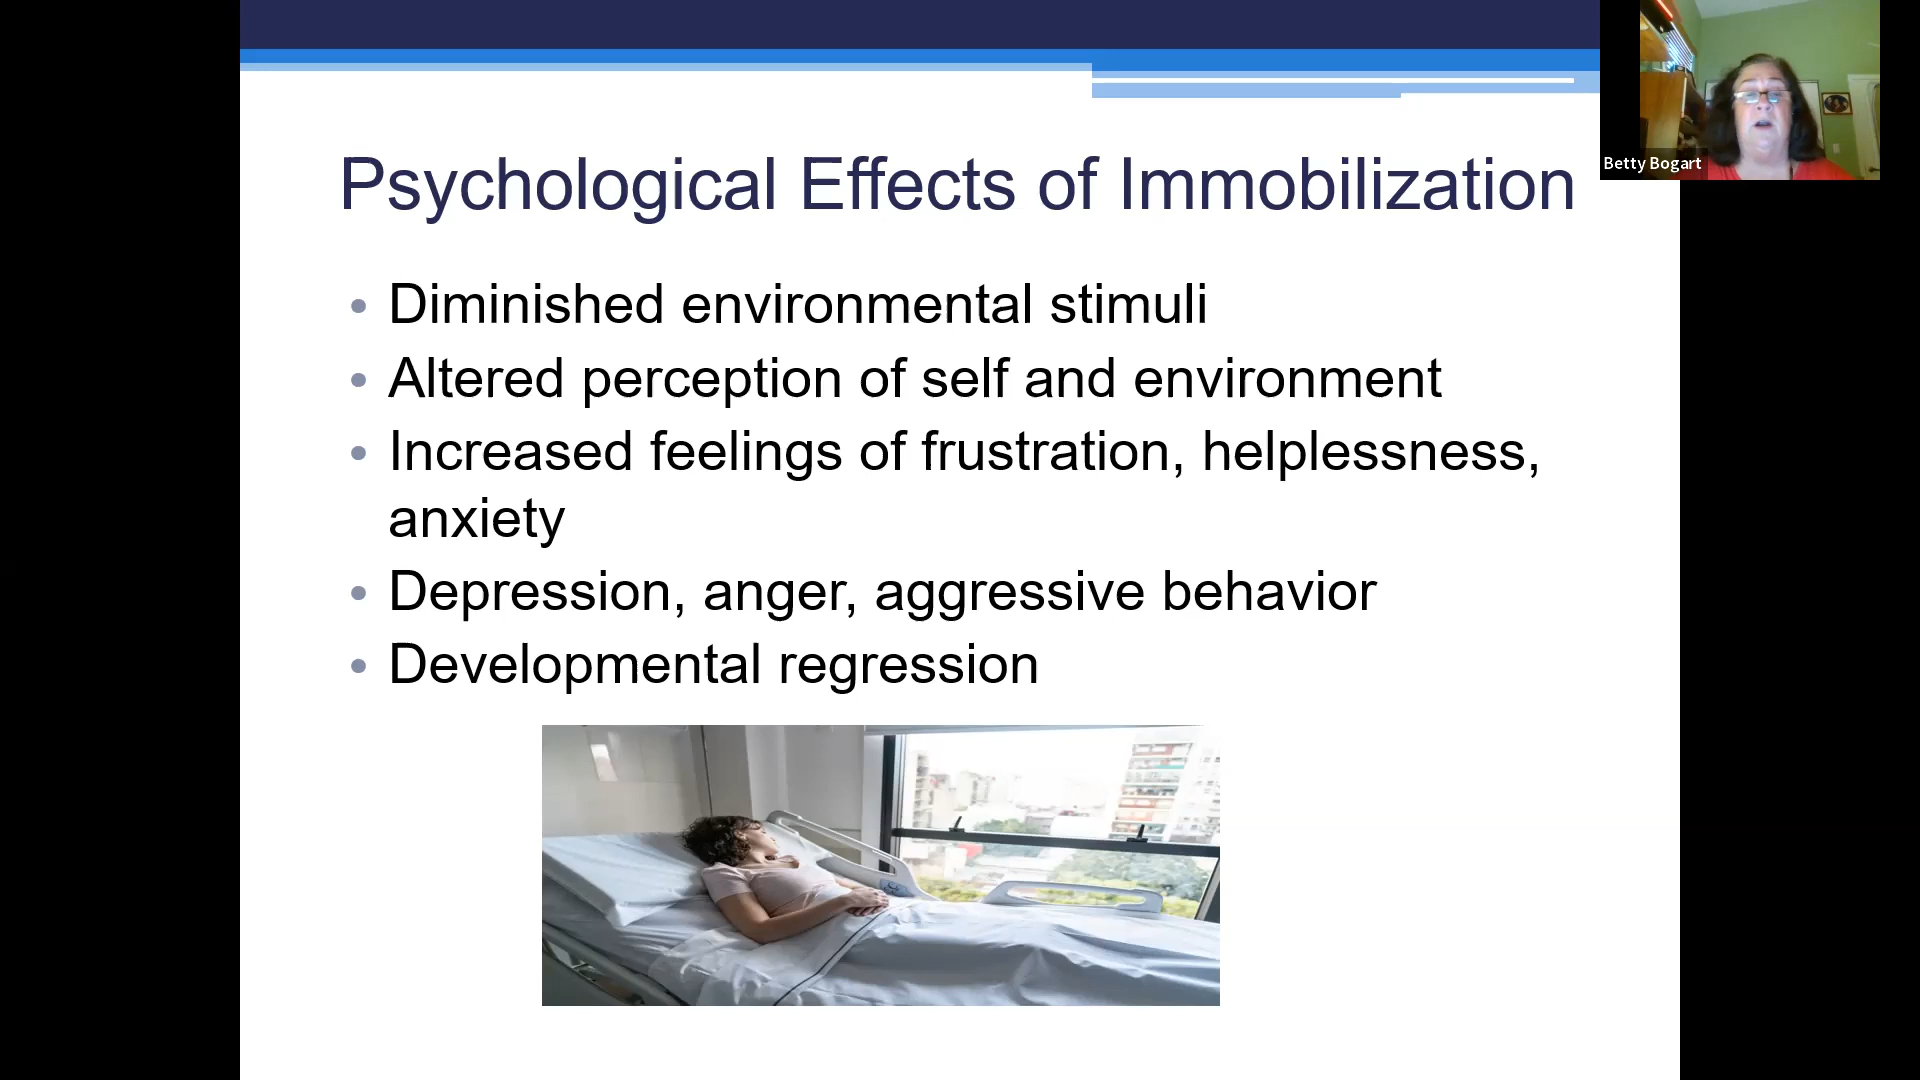 Psychological Effects of Immobilization
• Diminished environmental stimuli
• Altered perception of self and environment
• Increased feelings of frustration, helplessness,
anxiety
• Depression, anger, aggressive behavior
• Developmental regression
Betty Bogart